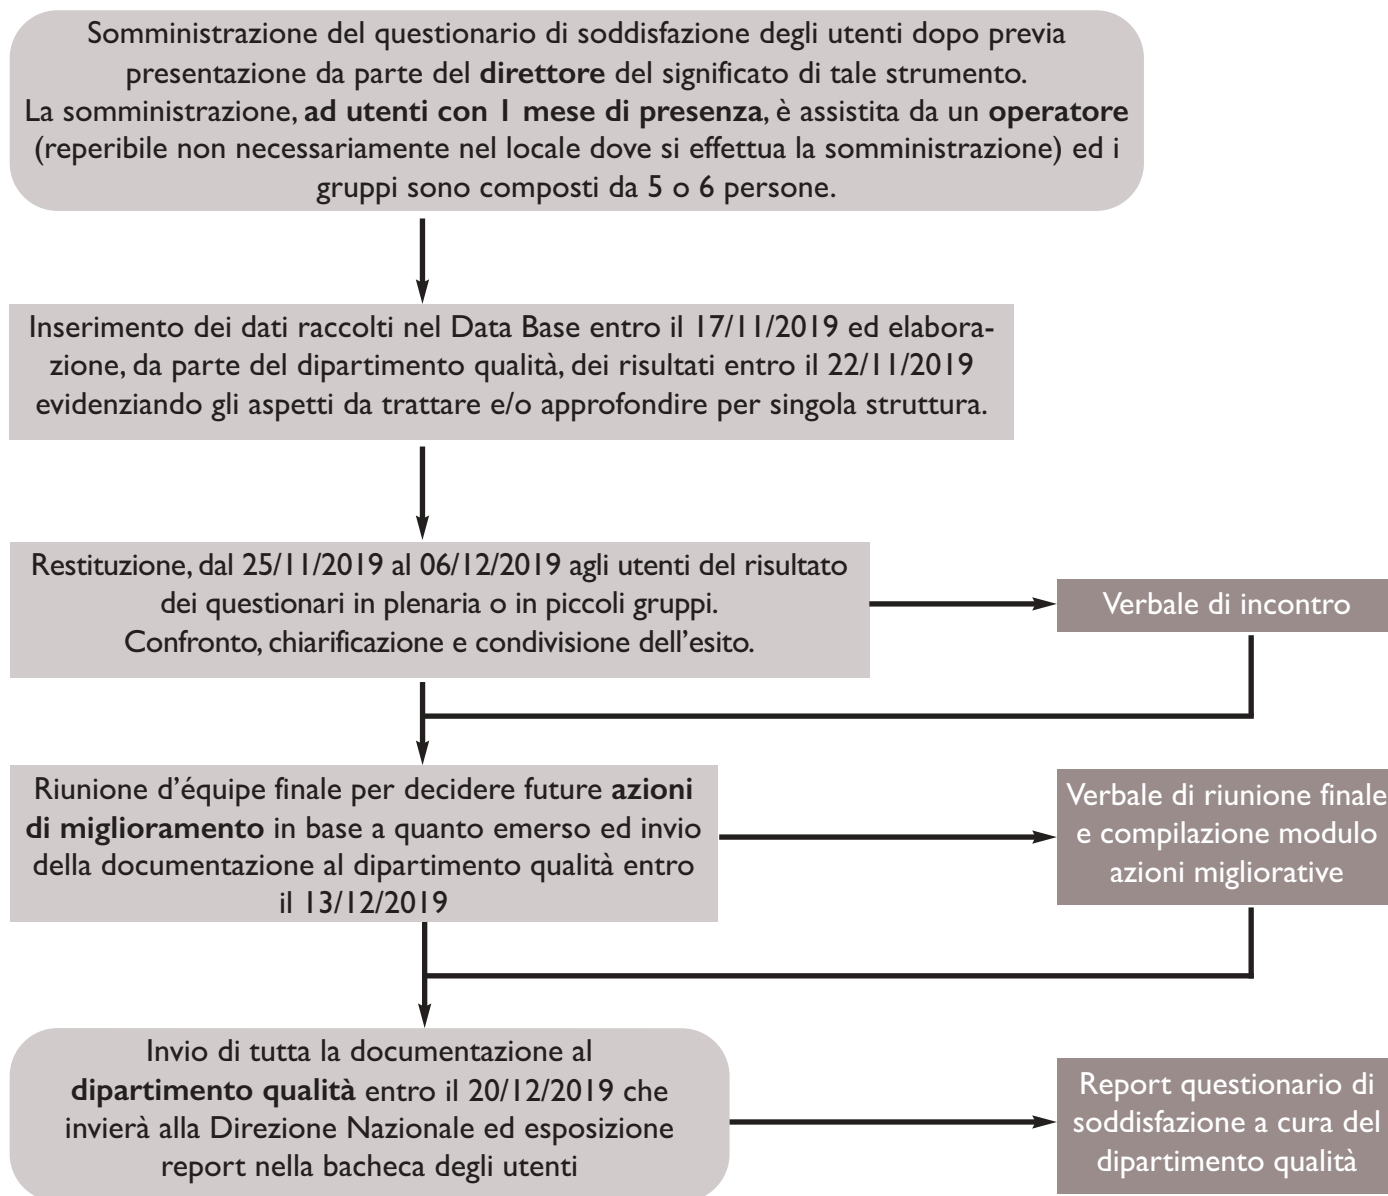 Somministrazione del questionario di soddisfazione degli utenti dopo previa
presentazione da parte del direttore del significato di tale strumento.
La somministrazione, ad utenti con 1 mese di presenza, è assistita da un operatore
(reperibile non necessariamente nel locale dove si effettua la somministrazione) ed i
gruppi sono composti da 5 o 6 persone.
Inserimento dei dati raccolti nel Data Base entro il 17/11/2019 ed elabora-
zione, da parte del dipartimento qualità, dei risultati entro il 22/11/2019
evidenziando gli aspetti da trattare e/o approfondire per singola struttura.
Restituzione, dal 25/11/2019 al 06/12/2019 agli utenti del risultato
dei questionari in plenaria o in piccoli gruppi.
Confronto, chiarificazione e condivisione dell'esito.
Verbale di incontro
Riunione d'équipe finale per decidere future azioni
di miglioramento in base a quanto emerso ed invio
della documentazione al dipartimento qualità entro
il 13/12/2019
Verbale di riunione finale
e compilazione modulo
azioni migliorative
Invio di tutta la documentazione al
dipartimento qualità entro il 20/12/2019 che
invierà alla Direzione Nazionale ed esposizione
report nella bacheca degli utenti
Report questionario di
soddisfazione a cura del
dipartimento qualità